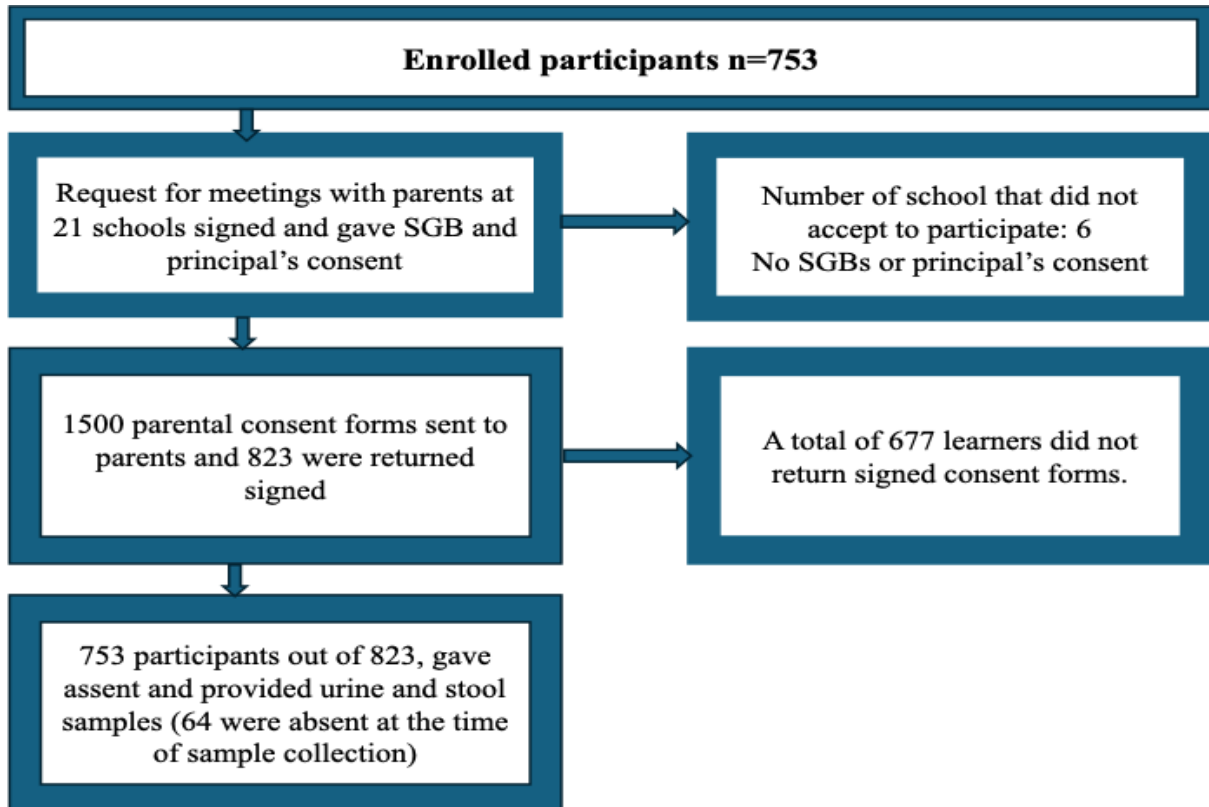 Enrolled participants n=753
Request for meetings with parents at
21 schools signed and gave SGB and
principal's consent
Number of school that did not
accept to participate: 6
No SGBs or principal's consent
1500 parental consent forms sent to
parents and 823 were returned
signed
A total of 677 learners did not
return signed consent forms.
753 participants out of 823, gave
assent and provided urine and stool
samples (64 were absent at the time
of sample collection)